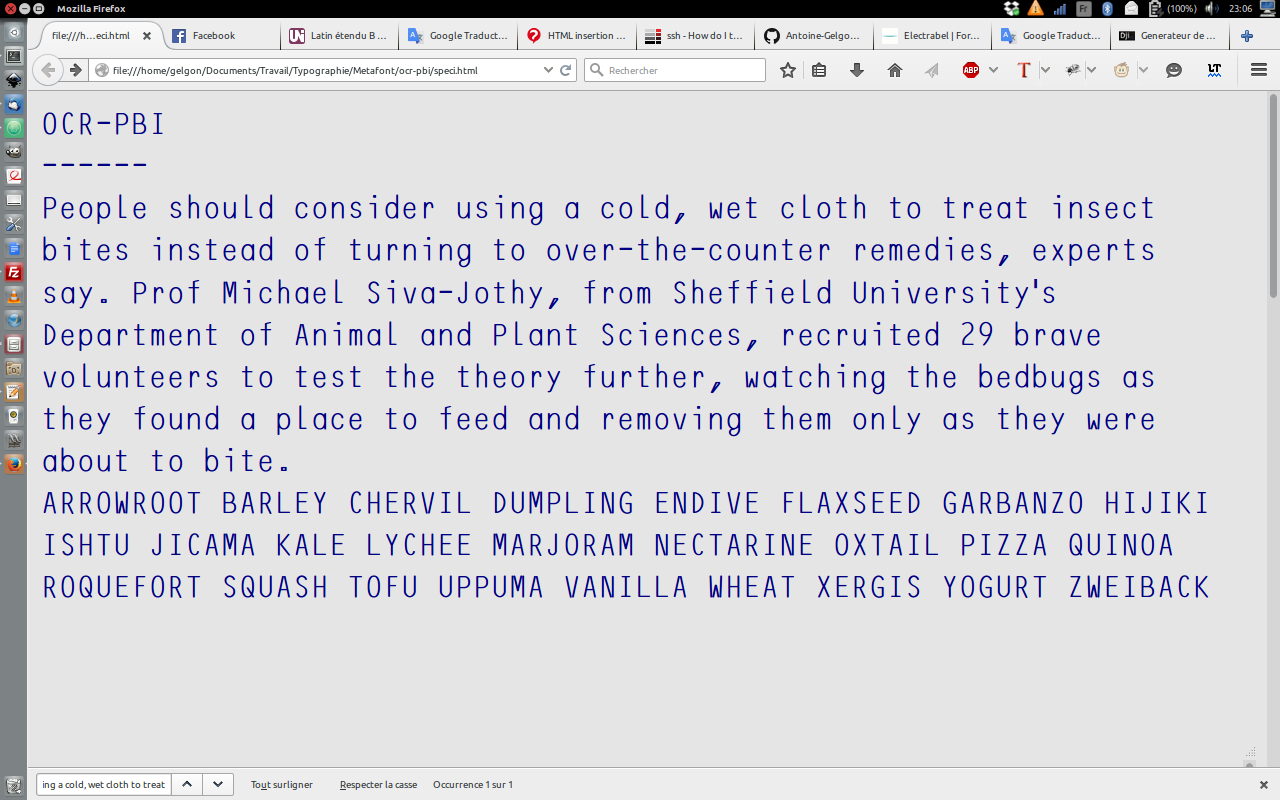 Mozilla Firefox
Fr
(100%)
23:06
file:///h...eci.html
Facebook
Latin étendu B ...
Google Traduct...
HTML insertion ...
ssh - How do I t...
Antoine-Gelgo...
Electrabel | For...
Google Traduct...
Generateur de ...
file:///home/gelgon/Documents/Travail/Typographie/Metafont/ocr-pbi/speci.html
Rechercher
ABP
T
LT
OCR-PBI
------
People should consider using a cold, wet cloth to treat insect
bites instead of turning to over-the-counter remedies, experts
say. Prof Michael Siva-Jothy, from Sheffield University's
Department of Animal and Plant Sciences, recruited 29 brave
volunteers to test the theory further, watching the bedbugs as
they found a place to feed and removing them only as they were
about to bite.
ARROWROOT BARLEY CHERVIL DUMPLING ENDIVE FLAXSEED GARBANZO HIJIKI
ISHTU JICAMA KALE LYCHEE MARJORAM NECTARINE OXTAIL PIZZA QUINOA
ROQUEFORT SQUASH TOFU UPPUMA VANILLA WHEAT XERGIS YOGURT ZWEIBACK
ing a cold, wet cloth to treat
Tout surligner
Respecter la casse
Occurrence 1 sur 1